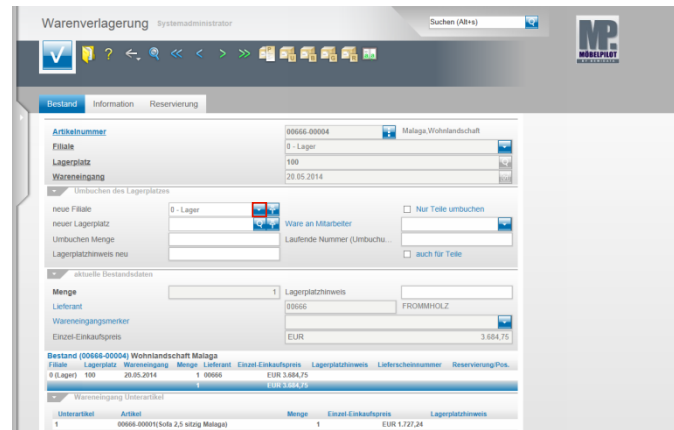 Warenverlagerung Systemadministrator
Suchen (Alt+s)
MP
MÖBELPILOT
Bestand Information Reservierung
Artikelnummer 00666-00004 Malaga,Wohnlandschaft
Filiale 0 - Lager
Lagerplatz 100
Wareneingang 20.05.2014
Umbuchen des Lagerplatzes
neue Filiale 0 - Lager Nur Teile umbuchen
neuer Lagerplatz Ware an Mitarbeiter
Umbuchen Menge Laufende Nummer (Umbuchu...
Lagerplatzhinweis neu auch für Teile
aktuelle Bestandsdaten
Menge 1 Lagerplatzhinweis
Lieferant 00666 FROMMHOLZ
Wareneingangsmerker
Einzel-Einkaufspreis EUR 3.684,75
Bestand (00666-00004) Wohnlandschaft Malaga
Filiale Lagerplatz Wareneingang Menge Lieferant Einzel-Einkaufspreis Lagerplatzhinweis Lieferscheinnummer Reservierung/Pos.
0 (Lager) 100 20.05.2014 1 00666 EUR 3.684,75
1 EUR 3.684,75
Wareneingang Unterartikel
Unterartikel Artikel Menge Einzel-Einkaufspreis Lagerplatzhinweis
1 00666-00001(Sofa 2,5 sitzig Malaga) 1 EUR 1.727,24